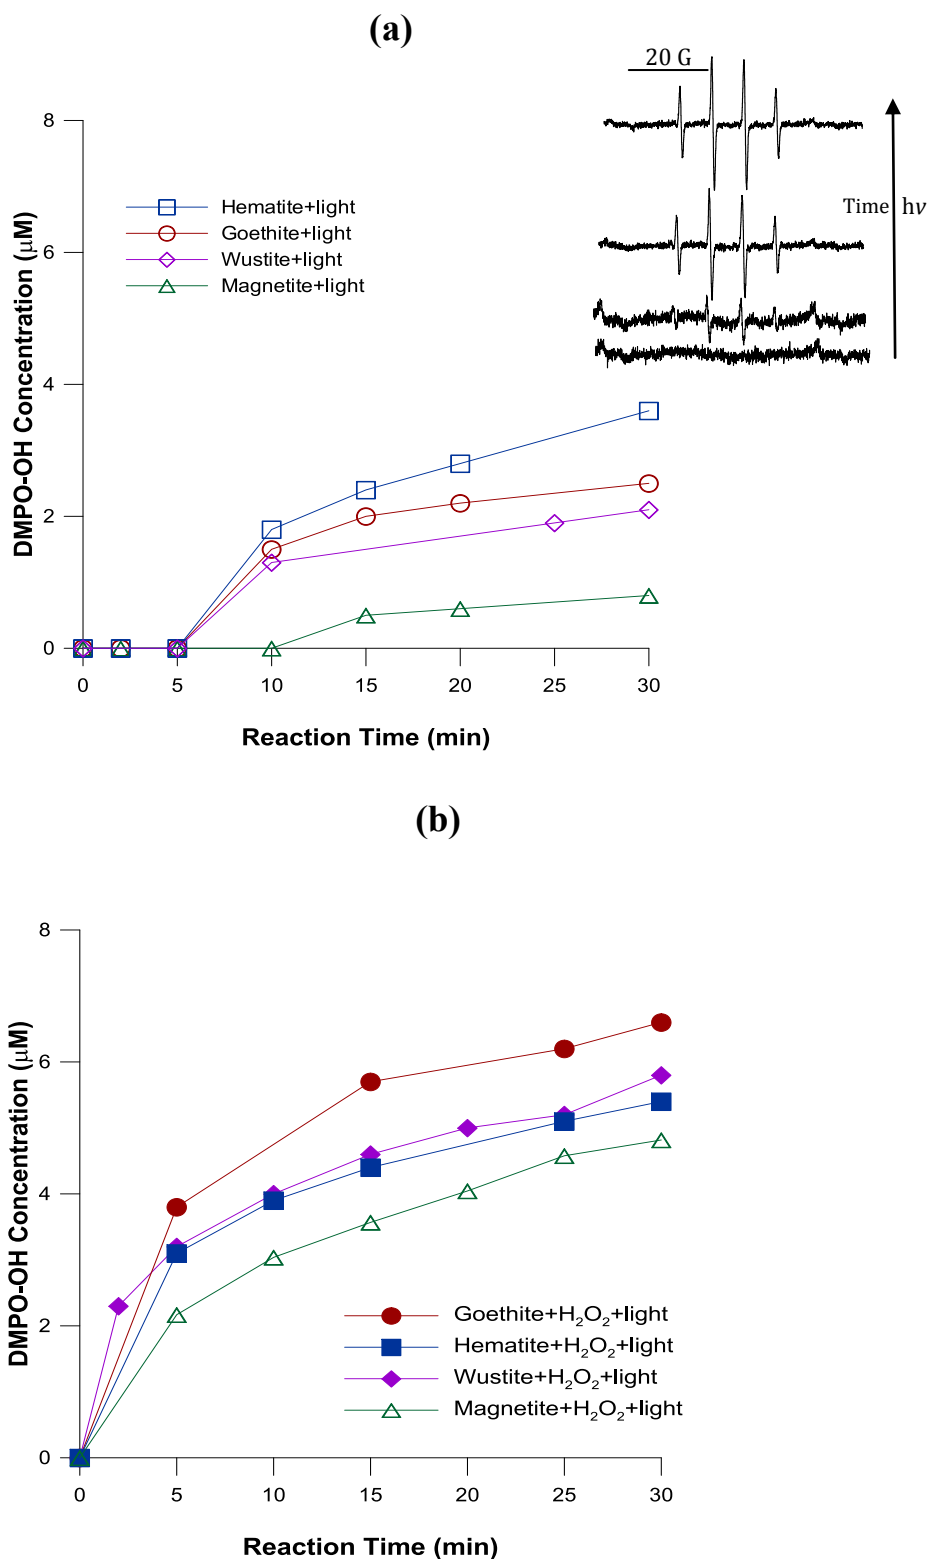 (a)
20 G
Time
hν
8
6
4
2
0
DMPO-OH Concentration (μM)
Hematite+light
Goethite+light
Wustite+light
Magnetite+light
0 5 10 15 20 25 30
Reaction Time (min)
(b)
8
6
4
2
0
DMPO-OH Concentration (μM)
Goethite+H₂O₂+light
Hematite+H₂O₂+light
Wustite+H₂O₂+light
Magnetite+H₂O₂+light
0 5 10 15 20 25 30
Reaction Time (min)